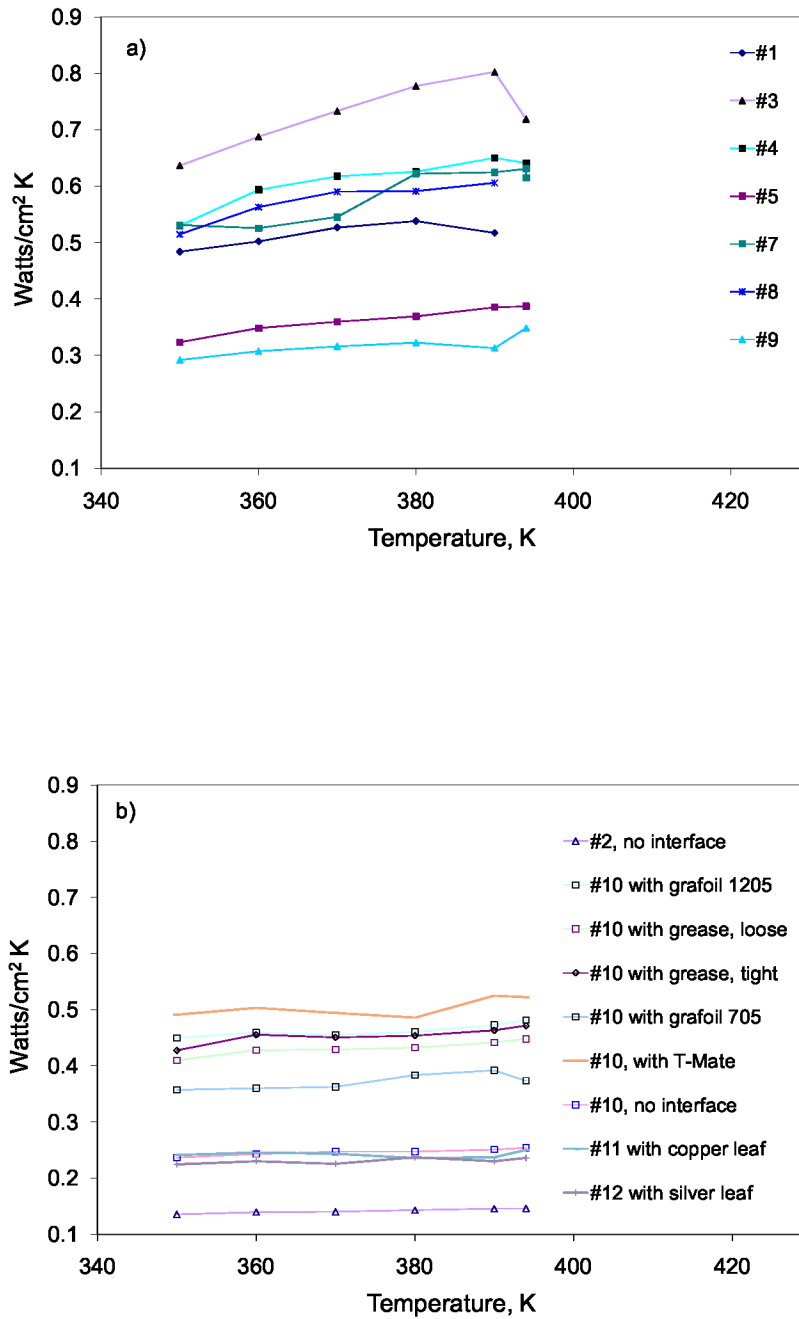 a)
0.9
0.8
0.7
0.6
0.5
0.4
0.3
0.2
0.1
Watts/cm² K
340
360
380
400
420
Temperature, K
#1
#3
#4
#5
#7
#8
#9
b)
0.9
0.8
0.7
0.6
0.5
0.4
0.3
0.2
0.1
Watts/cm² K
340
360
380
400
420
Temperature, K
#2, no interface
#10 with grafoil 1205
#10 with grease, loose
#10 with grease, tight
#10 with grafoil 705
#10, with T-Mate
#10, no interface
#11 with copper leaf
#12 with silver leaf